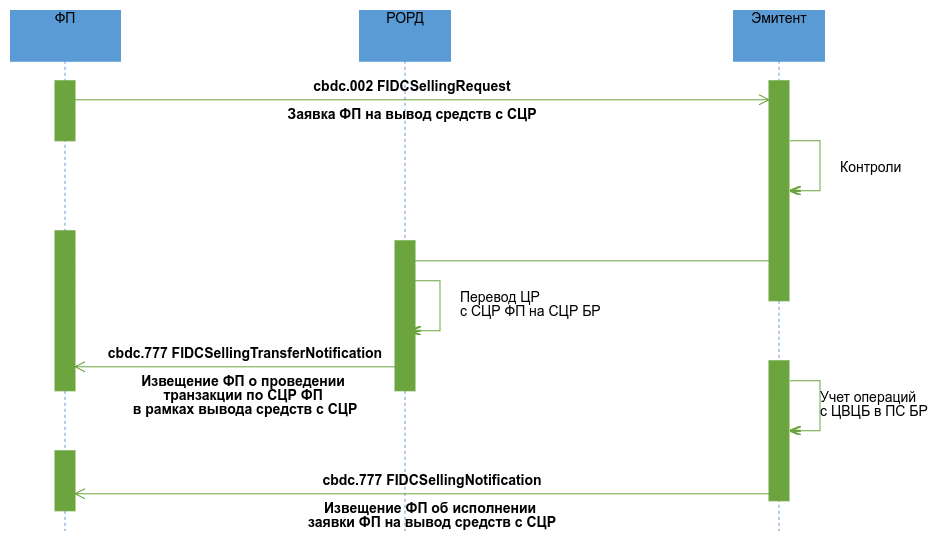 ФП
РОРД
Эмитент
cbdc.002 FIDCSellingRequest
Заявка ФП на вывод средств с СЦР
Контроли
Перевод ЦР
с СЦР ФП на СЦР БР
cbdc.777 FIDCSellingTransferNotification
Извещение ФП о проведении
транзакции по СЦР ФП
в рамках вывода средств с СЦР
Учет операций
с ЦВЦБ в ПС БР
cbdc.777 FIDCSellingNotification
Извещение ФП об исполнении
заявки ФП на вывод средств с СЦР